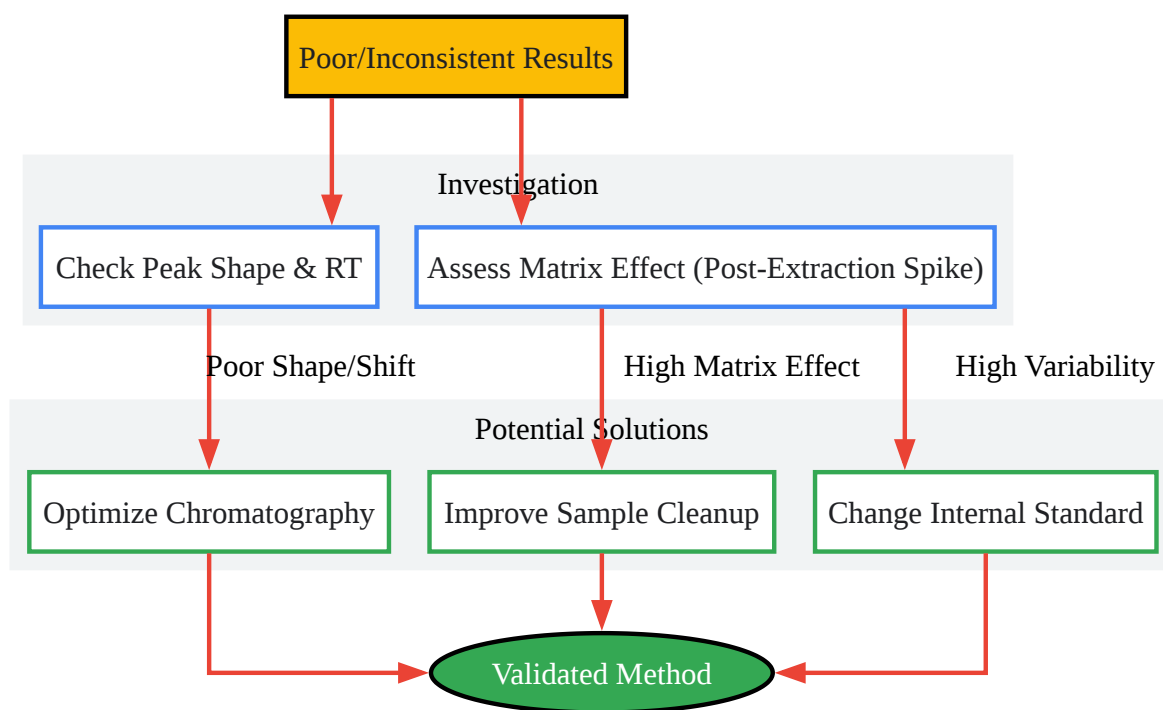 Poor/Inconsistent Results
Investigation
Check Peak Shape & RT
Assess Matrix Effect (Post-Extraction Spike)
Poor Shape/Shift
High Matrix Effect
High Variability
Potential Solutions
Optimize Chromatography
Improve Sample Cleanup
Change Internal Standard
Validated Method